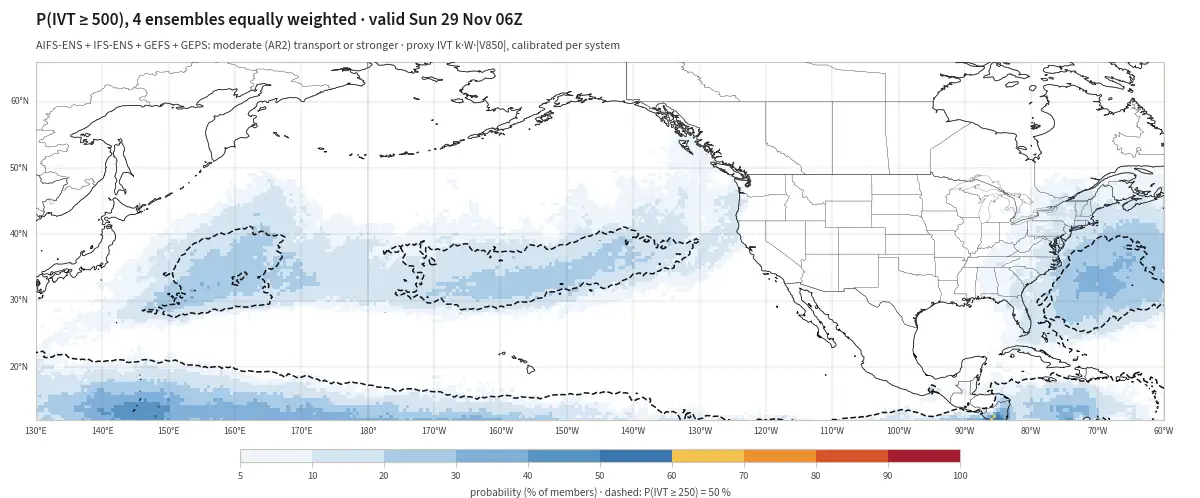 P(IVT ≥ 500), 4 ensembles equally weighted · valid Sun 29 Nov 06Z
AIFS-ENS + IFS-ENS + GEFS + GEPS: moderate (AR2) transport or stronger · proxy IVT k·W·|V850|, calibrated per system
60°N
50°N
40°N
30°N
20°N
130°E 140°E 150°E 160°E 170°E 180° 170°W 160°W 150°W 140°W 130°W 120°W 110°W 100°W 90°W 80°W 70°W 60°W
5 10 20 30 40 50 60 70 80 90 100
probability (% of members) · dashed: P(IVT ≥ 250) = 50 %